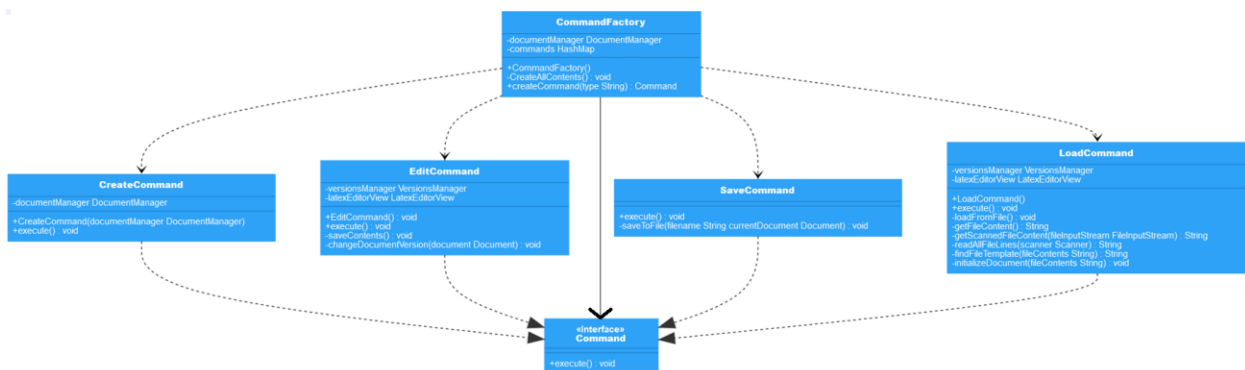 CommandFactory
-documentManager DocumentManager
-commands HashMap
+CommandFactory()
-CreateAllContents() : void
+createCommand(type String) : Command
CreateCommand
-documentManager DocumentManager
+CreateCommand(documentManager DocumentManager)
+execute() : void
EditCommand
-versionsManager VersionsManager
-latexEditorView LatexEditorView
+EditCommand() : void
+execute() : void
-saveContents() : void
-changeDocumentVersion(document Document) : void
SaveCommand
+execute() : void
-saveToFile(filename String currentDocument Document) : void
LoadCommand
-versionsManager VersionsManager
-latexEditorView LatexEditorView
+LoadCommand()
+execute() : void
-loadFromFile() : void
-getFileContent() : String
-getScannedFileContent(fileInputStream FileInputStream) : String
-readAllFileLines(scanner Scanner) : String
-findFileTemplate(fileContents String) : String
-initializeDocument(fileContents String) : void
«Interface»
Command
+execute() : void